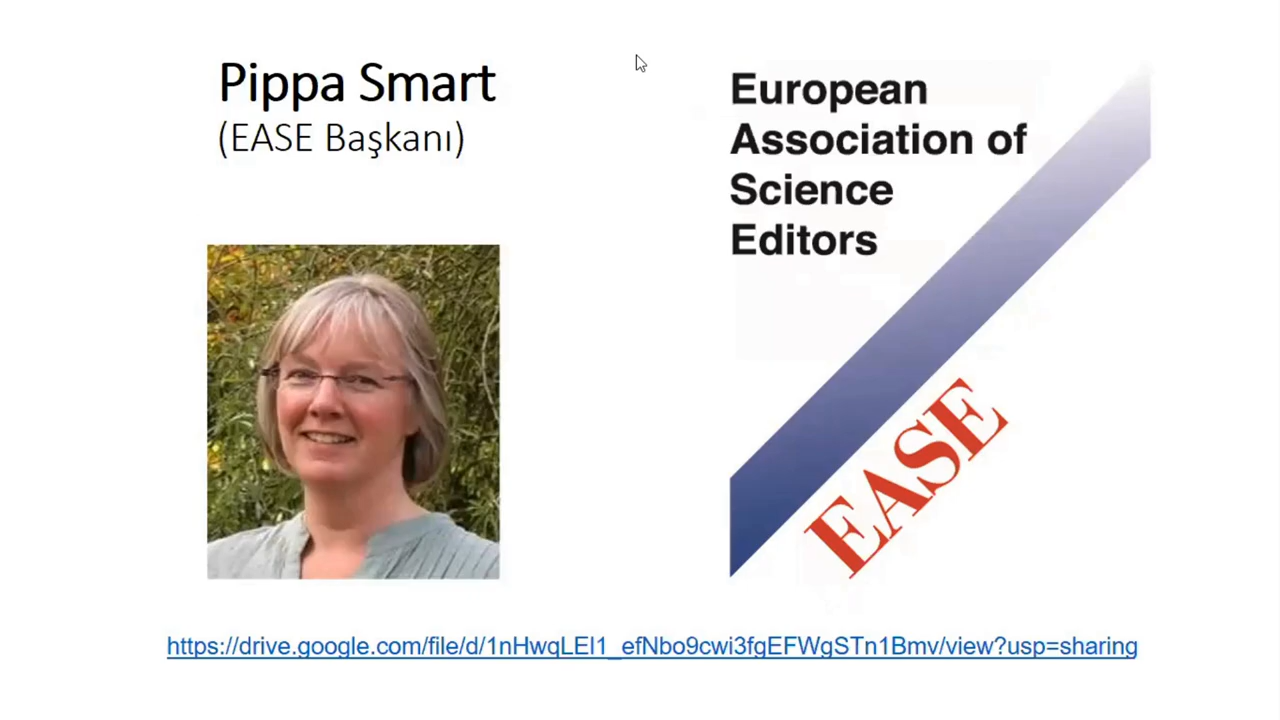 Pippa Smart
(EASE Başkanı)
European
Association of
Science
Editors
EASE
https://drive.google.com/file/d/1nHwqLEI1_efNbo9cwi3fgEFWgSTn1Bmv/view?usp=sharing